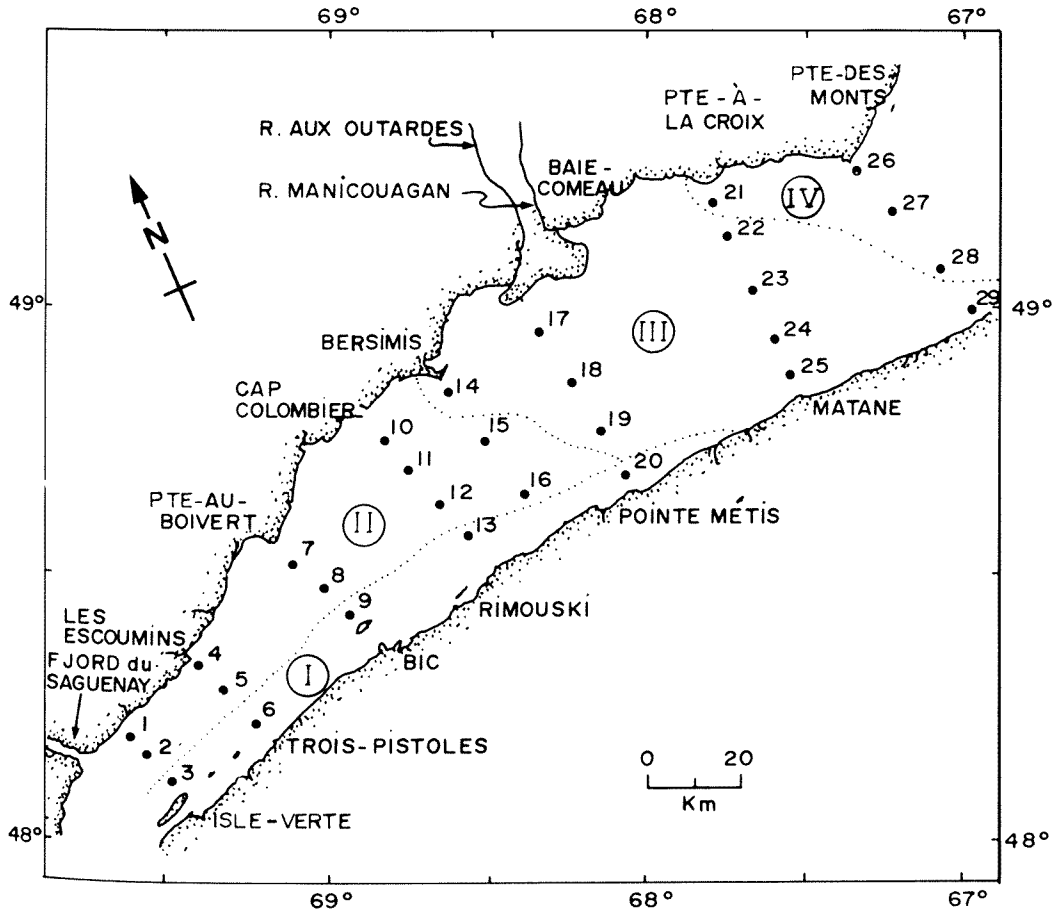 69° 68° 67°
PTE-DES
MONTS
PTE-À-
LA CROIX
R. AUX OUTARDES
BAIE-
COMEAU
R. MANICOUAGAN
26
21
IV
27
22
N
28
23
49°
29
49°
17
III
24
BERSIMIS
18
25
14
CAP
COLOMBIER
MATANE
10
15
19
11
20
16
12
PTE-AU-
BOIVERT
II
13
POINTE MÉTIS
7
8
9
RIMOUSKI
LES
ESCOUMINS
4
BIC
FJORD du
SAGUENAY
5
I
6
1
2
TROIS-PISTOLES
3
0 20
Km
ISLE-VERTE
48°
48°
69° 68° 67°